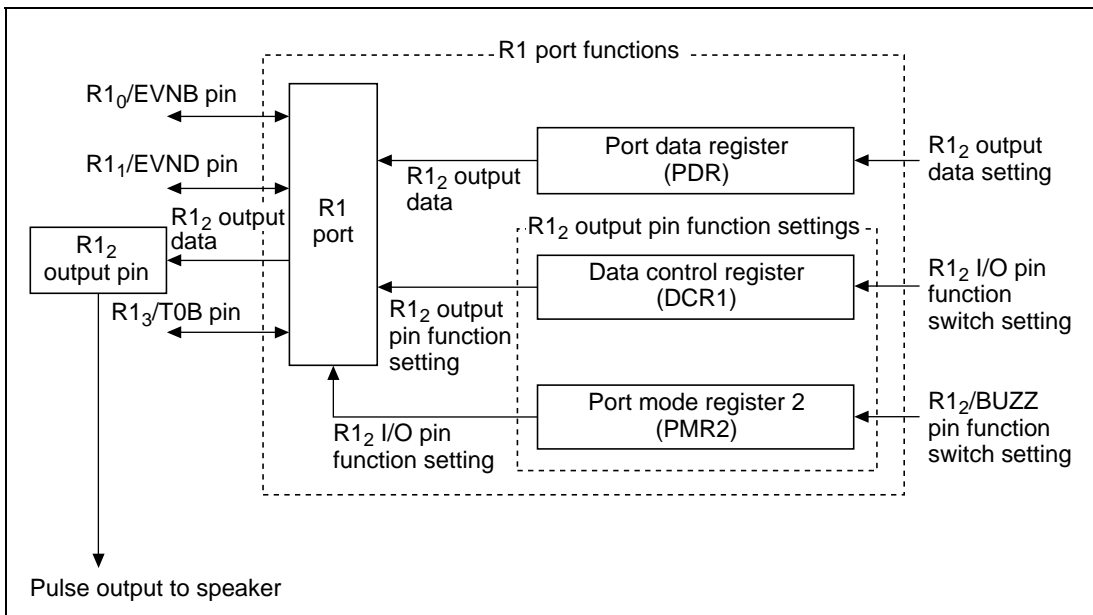 R1 port functions
R1₀/EVNB pin
R1₁/EVND pin
R1₂ output
data
R1₂
output pin
R1₃/T0B pin
R1
port
R1₂ output
data
Port data register
(PDR)
R1₂ output
data setting
R1₂ output pin function settings
Data control register
(DCR1)
R1₂ I/O pin
function
switch setting
R1₂ output
pin function
setting
Port mode register 2
(PMR2)
R1₂/BUZZ
pin function
switch setting
R1₂ I/O pin
function setting
Pulse output to speaker